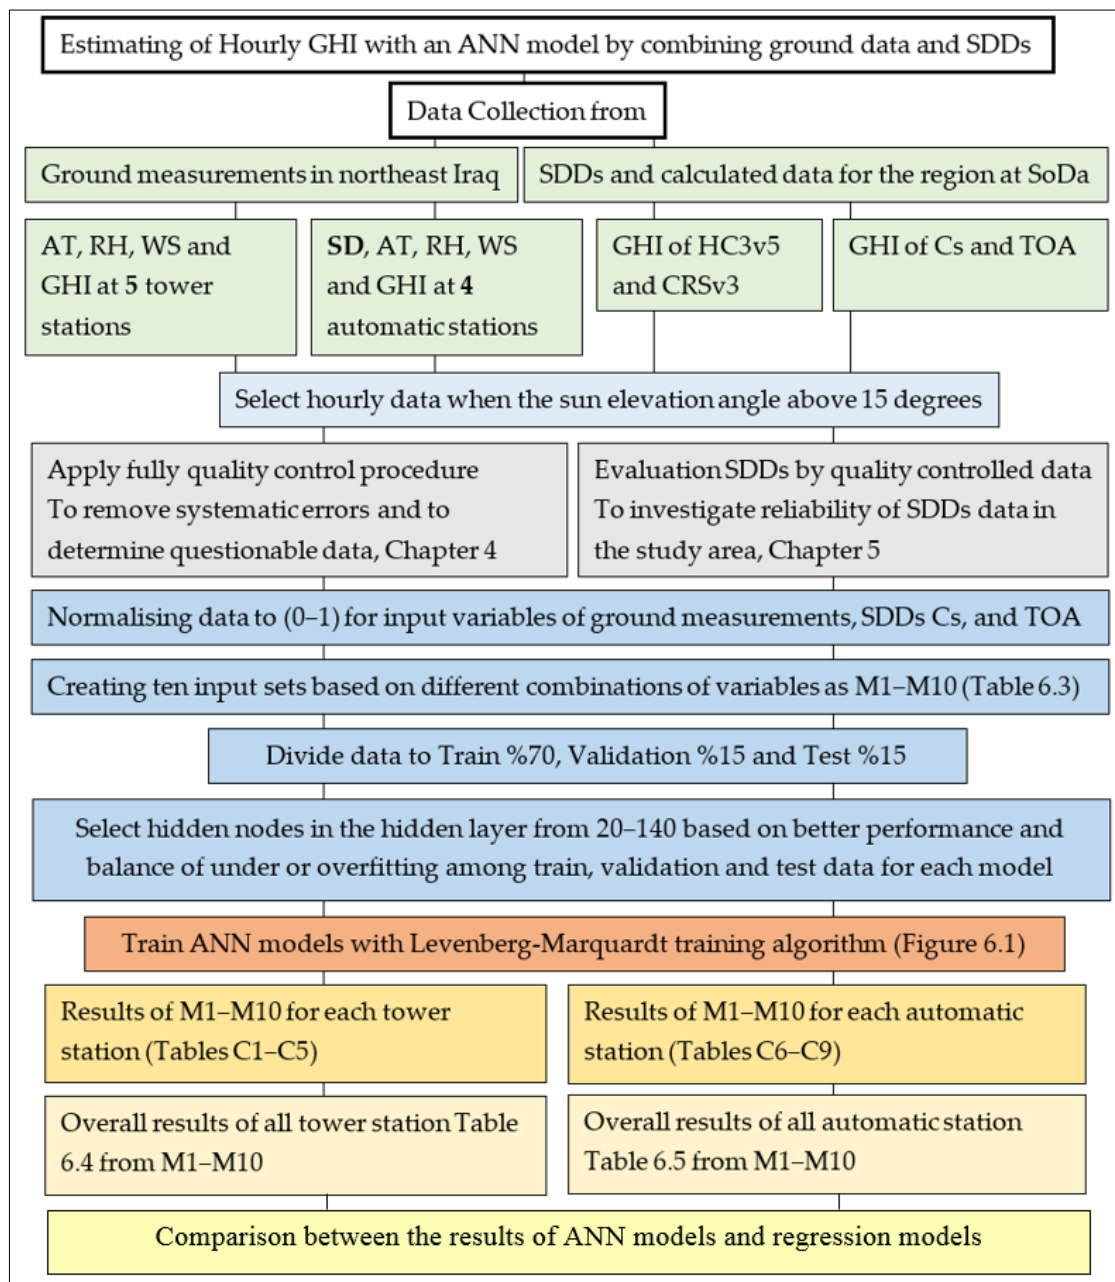 Estimating of Hourly GHI with an ANN model by combining ground data and SDDs
Data Collection from
Ground measurements in northeast Iraq
SDDs and calculated data for the region at SoDa
AT, RH, WS and
GHI at 5 tower
stations
SD, AT, RH, WS
and GHI at 4
automatic stations
GHI of HC3v5
and CRSv3
GHI of Cs and TOA
Select hourly data when the sun elevation angle above 15 degrees
Apply fully quality control procedure
To remove systematic errors and to
determine questionable data, Chapter 4
Evaluation SDDs by quality controlled data
To investigate reliability of SDDs data in
the study area, Chapter 5
Normalising data to (0–1) for input variables of ground measurements, SDDs Cs, and TOA
Creating ten input sets based on different combinations of variables as M1–M10 (Table 6.3)
Divide data to Train %70, Validation %15 and Test %15
Select hidden nodes in the hidden layer from 20–140 based on better performance and
balance of under or overfitting among train, validation and test data for each model
Train ANN models with Levenberg-Marquardt training algorithm (Figure 6.1)
Results of M1–M10 for each tower
station (Tables C1–C5)
Results of M1–M10 for each automatic
station (Tables C6–C9)
Overall results of all tower station Table
6.4 from M1–M10
Overall results of all automatic station
Table 6.5 from M1–M10
Comparison between the results of ANN models and regression models